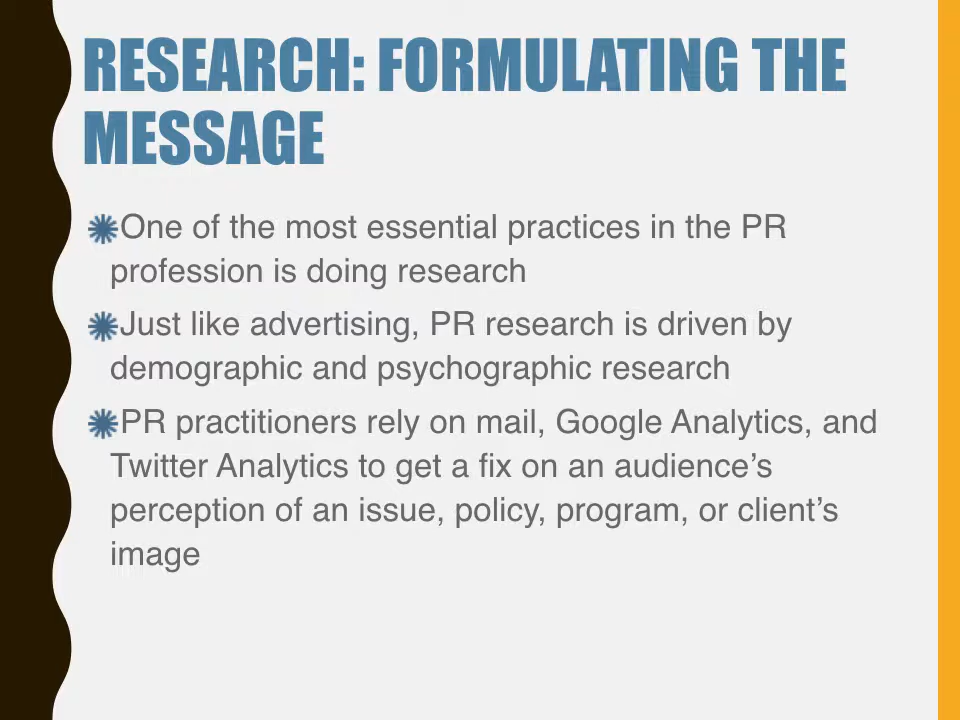 RESEARCH: FORMULATING THE
MESSAGE
One of the most essential practices in the PR
profession is doing research
Just like advertising, PR research is driven by
demographic and psychographic research
PR practitioners rely on mail, Google Analytics, and
Twitter Analytics to get a fix on an audience’s
perception of an issue, policy, program, or client’s
image